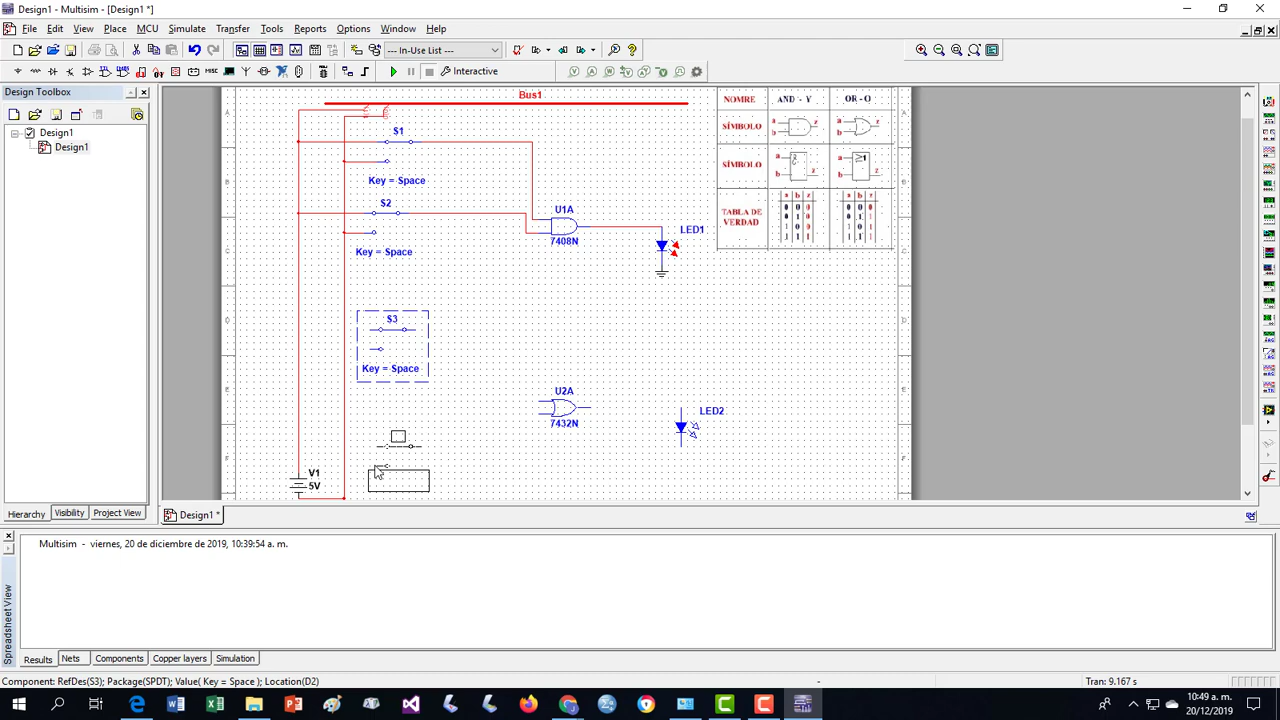 Design1 - Multisim - [Design1 *]
File Edit View Place MCU Simulate Transfer Tools Reports Options Window Help
--- In-Use List ---
Interactive
Design Toolbox
Design1
Design1
Bus1
S1
Key = Space
S2
Key = Space
U1A
7408N
LED1
S3
Key = Space
U2A
7432N
LED2
V1
5V
NOMRE AND - Y OR - O
SÍMBOLO a b z a b z
SÍMBOLO a b a b ≥1
TABLA DE VERDAD
a b z a b z
A
B
D
E
F
A
B
D
E
F
Hierarchy Visibility Project View
Design1 *
Multisim - viernes, 20 de diciembre de 2019, 10:39:54 a. m.
Spreadsheet View
Results Nets Components Copper layers Simulation
Component: RefDes(S3); Package(SPDT); Value( Key = Space ); Location(D2)
-
Tran: 9.167 s
10:49 a. m.
20/12/2019